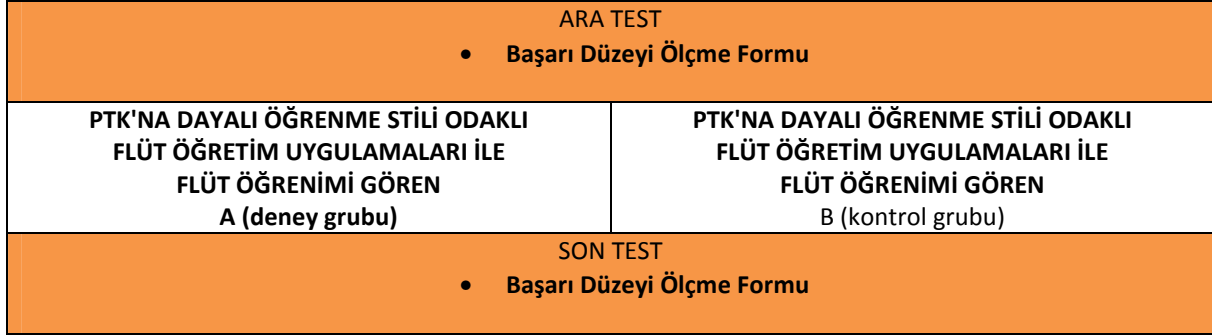 ARA TEST
• Başarı Düzeyi Ölçme Formu
PTK'NA DAYALI ÖĞRENME STİLİ ODAKLI
FLÜT ÖĞRETİM UYGULAMALARI İLE
FLÜT ÖĞRENİMİ GÖREN
A (deney grubu)
PTK'NA DAYALI ÖĞRENME STİLİ ODAKLI
FLÜT ÖĞRETİM UYGULAMALARI İLE
FLÜT ÖĞRENİMİ GÖREN
B (kontrol grubu)
SON TEST
• Başarı Düzeyi Ölçme Formu